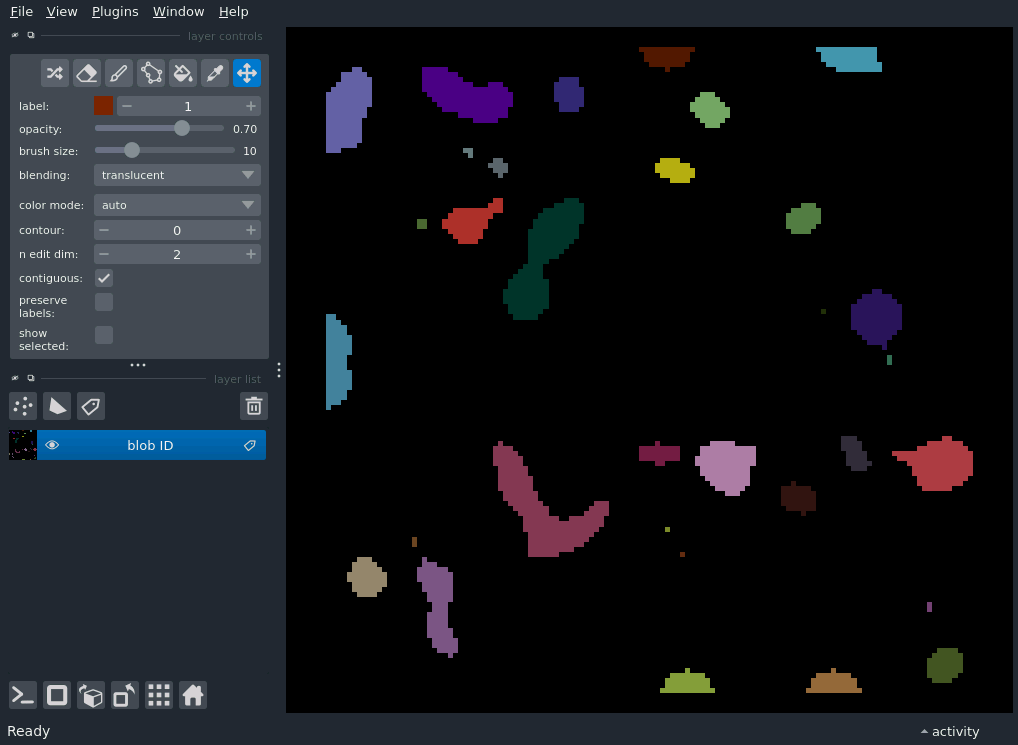 File View Plugins Window Help
layer controls
label: 1
opacity: 0.70
brush size: 10
blending: translucent
color mode: auto
contour: 0
n edit dim: 2
contiguous:
preserve
labels:
show
selected:
layer list
blob ID
Ready activity